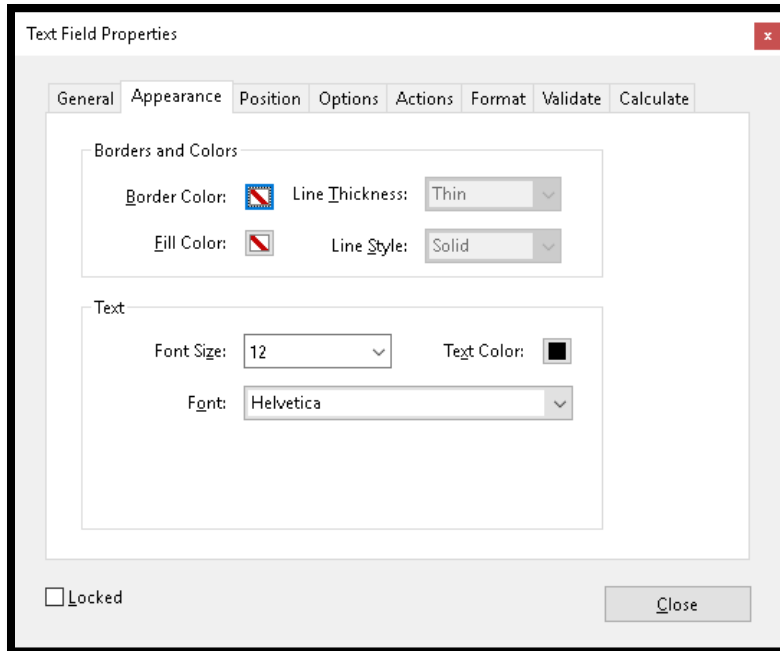 Text Field Properties
x
General Appearance Position Options Actions Format Validate Calculate
Borders and Colors
Border Color: Line Thickness: Thin
Fill Color: Line Style: Solid
Text
Font Size: 12 Text Color:
Font: Helvetica
Locked
Close